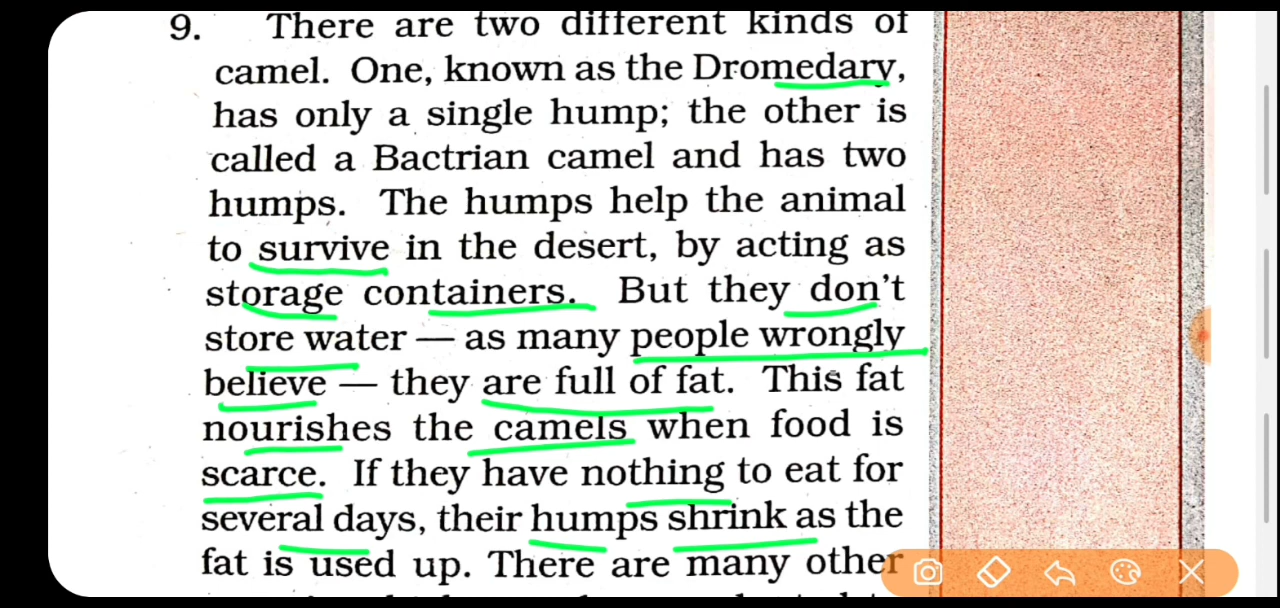 9. There are two different kinds of
camel. One, known as the Dromedary,
has only a single hump; the other is
called a Bactrian camel and has two
humps. The humps help the animal
to survive in the desert, by acting as
storage containers. But they don't
store water — as many people wrongly
believe — they are full of fat. This fat
nourishes the camels when food is
scarce. If they have nothing to eat for
several days, their humps shrink as the
fat is used up. There are many other